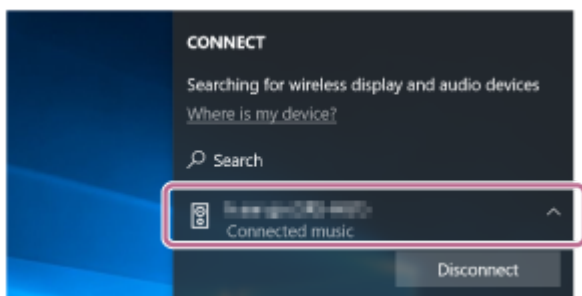 CONNECT
Searching for wireless display and audio devices
Where is my device?
Search
Connected music
Disconnect